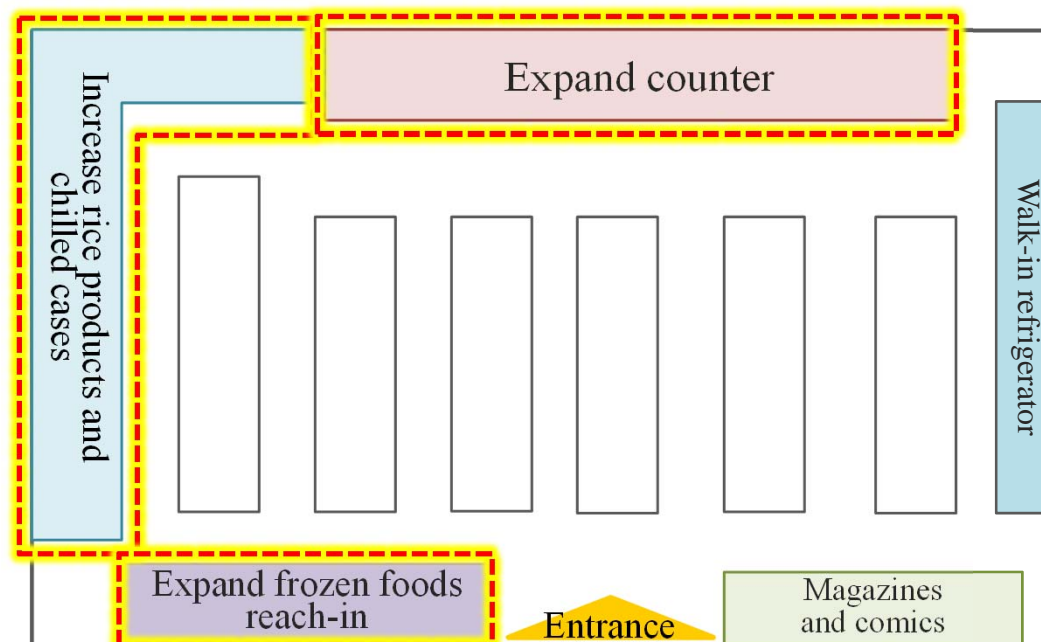 Expand counter
Increase rice products and
chilled cases
Walk-in refrigerator
Expand frozen foods
reach-in
Entrance
Magazines
and comics